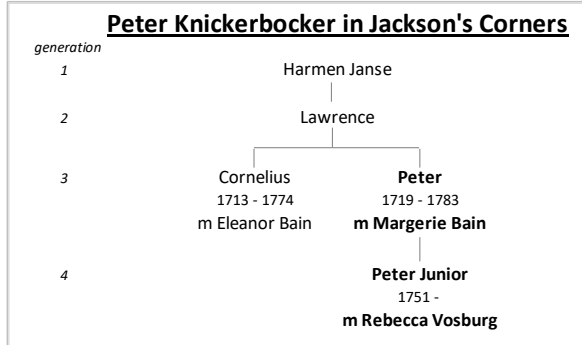 Peter Knickerbocker in Jackson's Corners
generation
1 Harmen Janse
2 Lawrence
3 Cornelius Peter
1713 - 1774 1719 - 1783
m Eleanor Bain m Margerie Bain
4 Peter Junior
1751 -
m Rebecca Vosburg